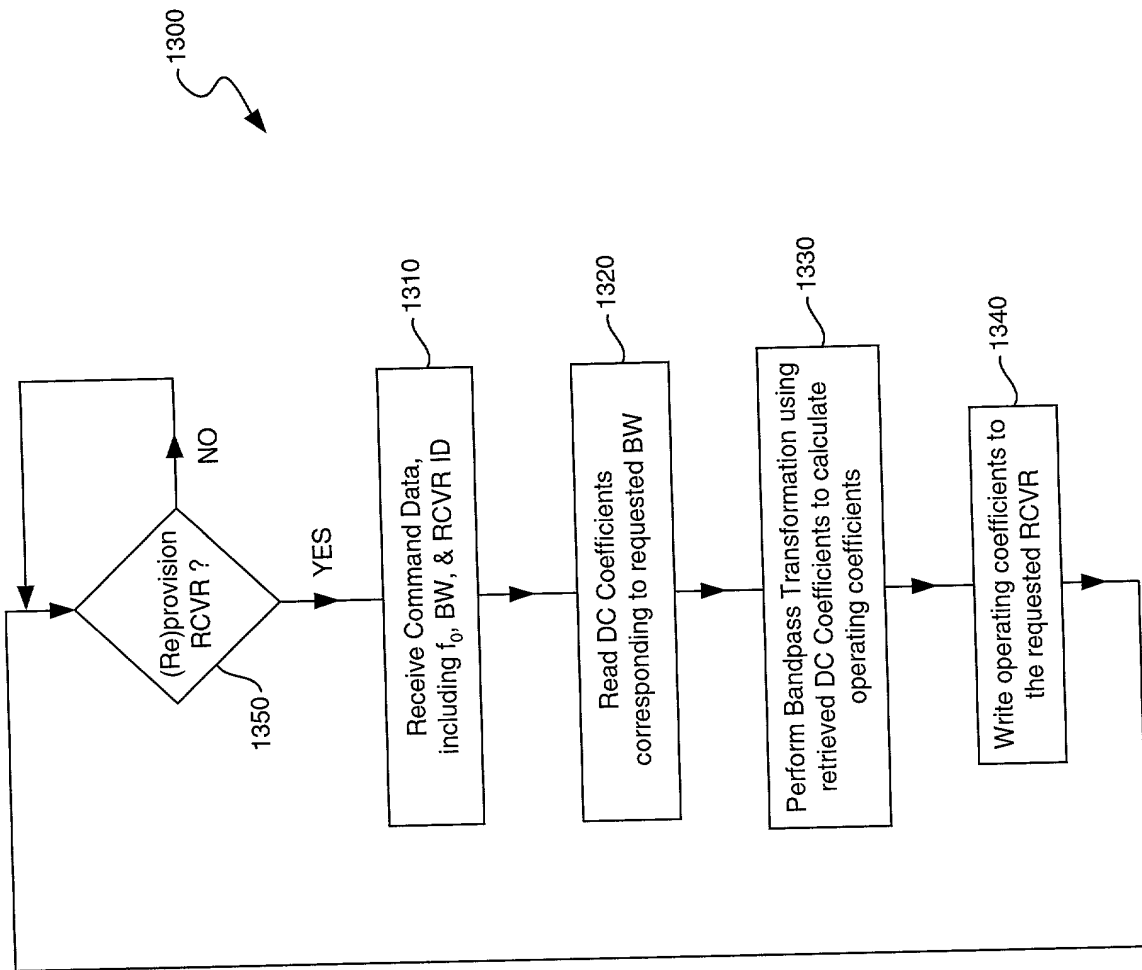 1300
(Re)provision
RCVR ?
NO
1350
YES
Receive Command Data,
including f₀, BW, & RCVR ID
1310
Read DC Coefficients
corresponding to requested BW
1320
Perform Bandpass Transformation using
retrieved DC Coefficients to calculate
operating coefficients
1330
Write operating coefficients to
the requested RCVR
1340